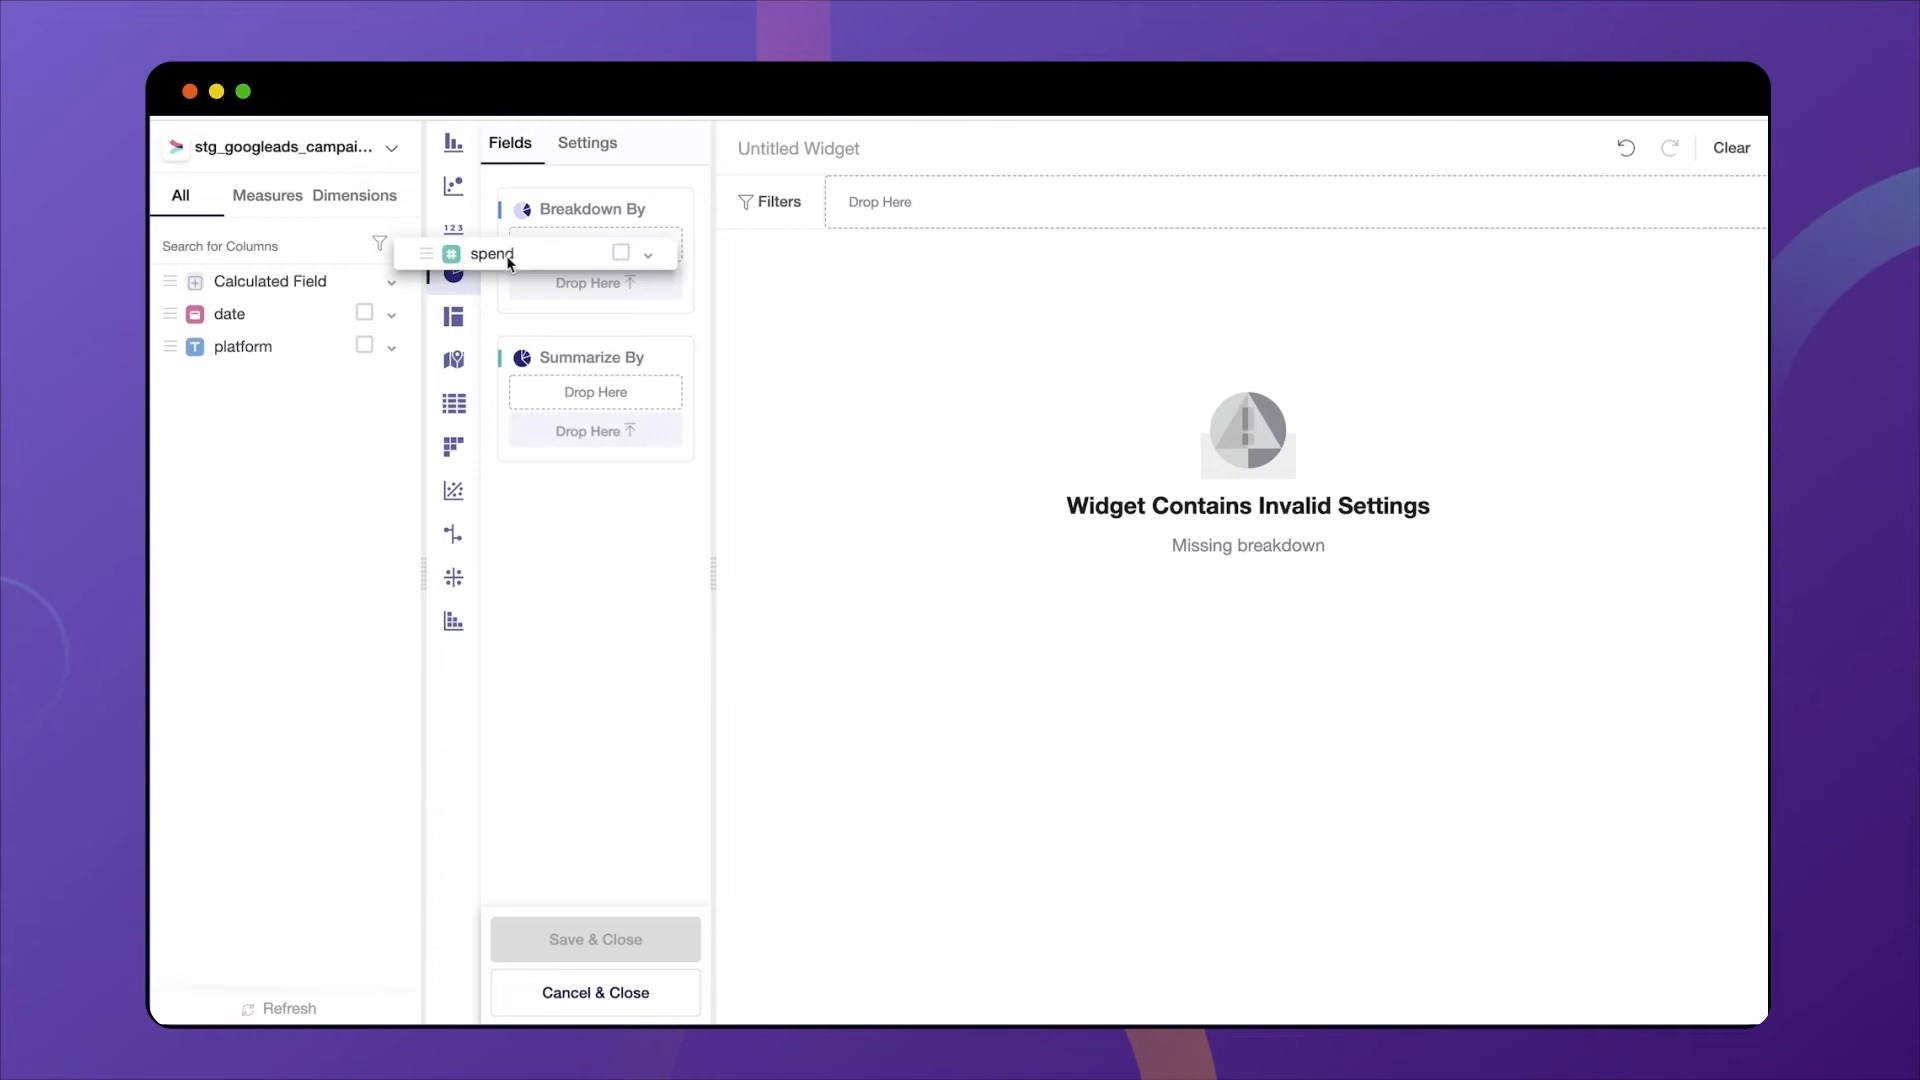 stg_googleads_campai...
All
Measures
Dimensions
Search for Columns
Calculated Field
date
T
platform
Refresh
123
Fields
Settings
Breakdown By
spend
Drop Here
Summarize By
Drop Here
Drop Here
Save & Close
Cancel & Close
Untitled Widget
Clear
Filters
Drop Here
Widget Contains Invalid Settings
Missing breakdown